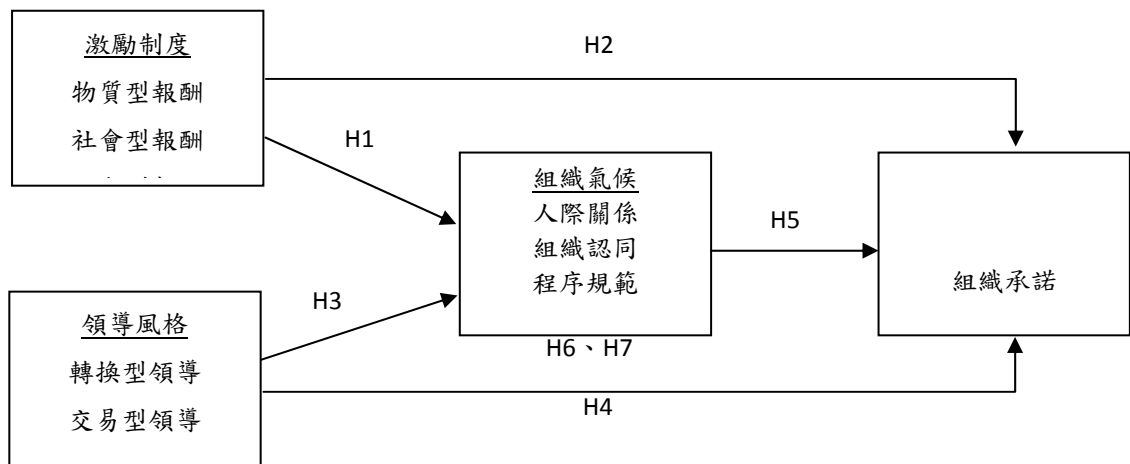 激勵制度
物質型報酬
社會型報酬
H2
H1
組織氣候
人際關係
組織認同
程序規範
H5
組織承諾
H3
領導風格
轉換型領導
交易型領導
H6、H7
H4